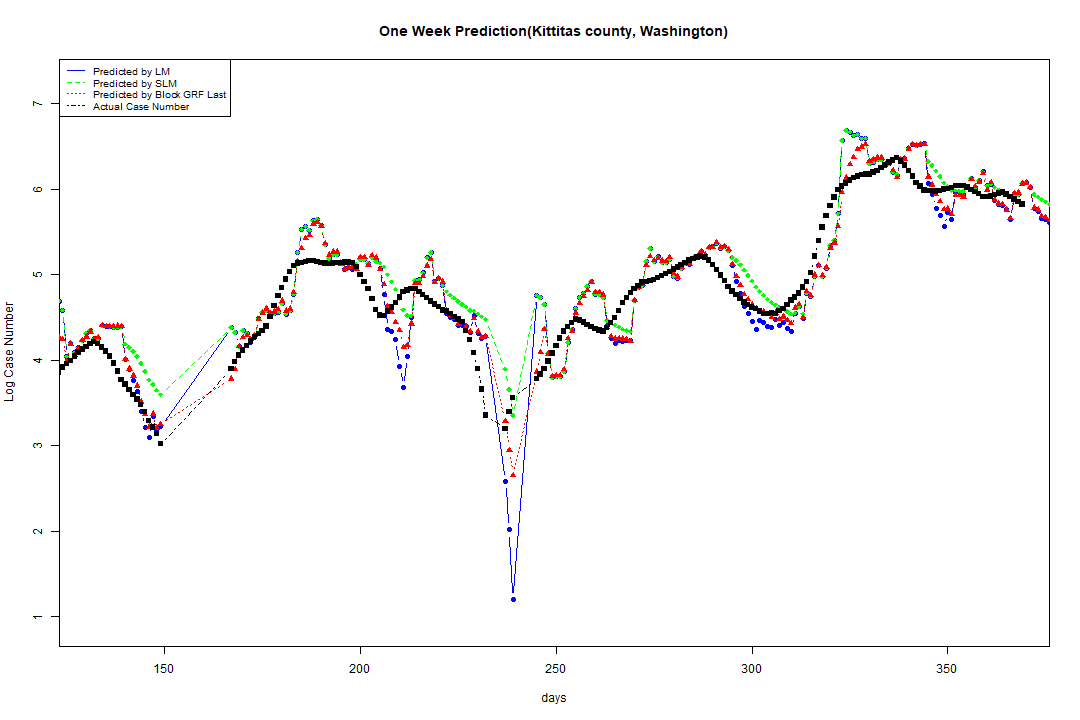 One Week Prediction(Kittitas county, Washington)
Predicted by LM
Predicted by SLM
Predicted by Block GRF Last
Actual Case Number
7
6
5
4
3
2
1
Log Case Number
150 200 250 300 350
days